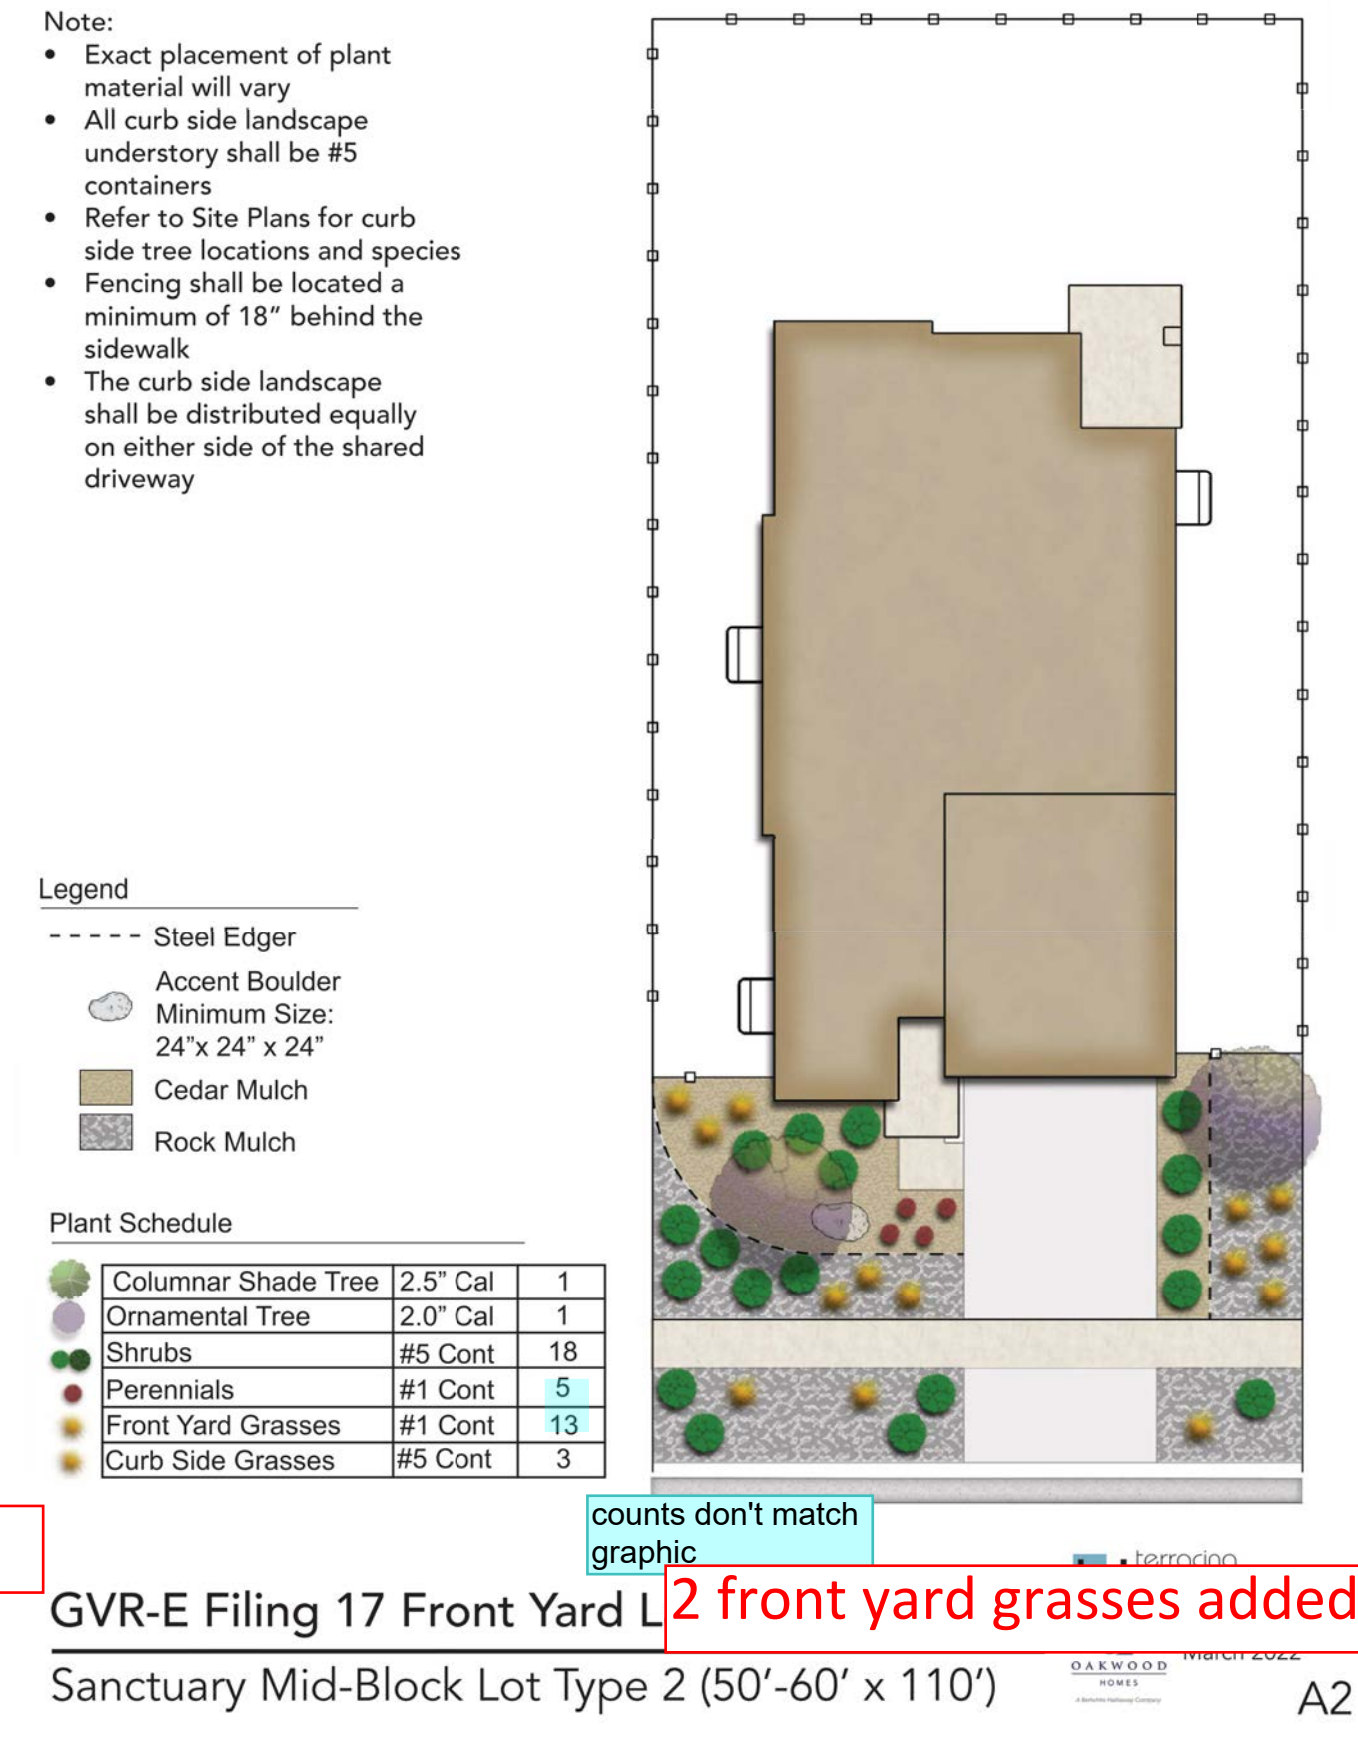 Note:
• Exact placement of plant
material will vary
• All curb side landscape
understory shall be #5
containers
• Refer to Site Plans for curb
side tree locations and species
• Fencing shall be located a
minimum of 18" behind the
sidewalk
• The curb side landscape
shall be distributed equally
on either side of the shared
driveway
Legend
Steel Edger
Accent Boulder
Minimum Size:
24"x 24" x 24"
Cedar Mulch
Rock Mulch
Plant Schedule
Columnar Shade Tree 2.5" Cal 1
Ornamental Tree 2.0" Cal 1
Shrubs #5 Cont 18
Perennials #1 Cont 5
Front Yard Grasses #1 Cont 13
Curb Side Grasses #5 Cont 3
counts don't match
graphic
terracina
GVR-E Filing 17 Front Yard L
2 front yard grasses added
March 2022
Sanctuary Mid-Block Lot Type 2 (50'-60' x 110')
OAKWOOD
HOMES
A Berkshire Hathaway Company
A2